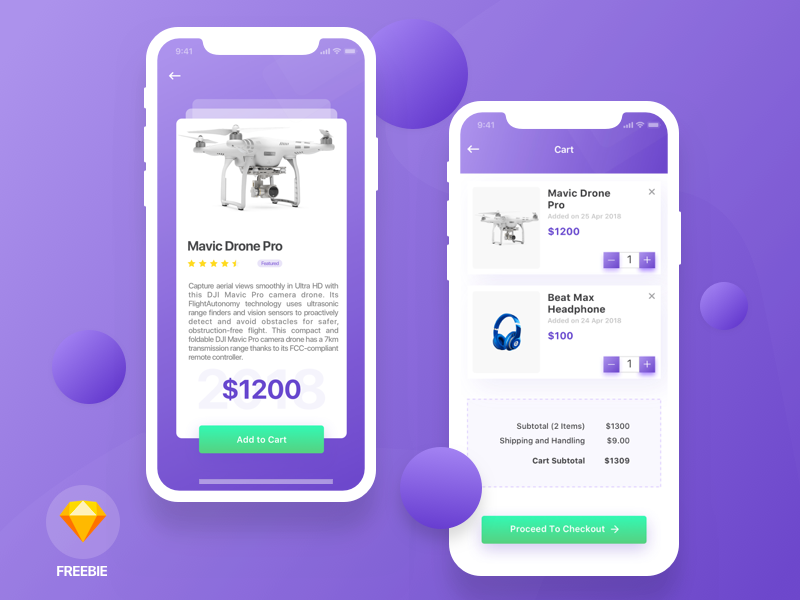 9:41
Mavic Drone Pro
Featured
Capture aerial views smoothly in Ultra HD with
this DJI Mavic Pro camera drone. Its
FlightAutonomy technology uses ultrasonic
range finders and vision sensors to proactively
detect and avoid obstacles for safer,
obstruction-free flight. This compact and
foldable DJI Mavic Pro camera drone has a 7km
transmission range thanks to its FCC-compliant
remote controller.
$1200
Add to Cart
FREEBIE
9:41
Cart
Mavic Drone
Pro
Added on 25 Apr 2018
$1200
1
Beat Max
Headphone
Added on 24 Apr 2018
$100
1
Subtotal (2 Items) $1300
Shipping and Handling $9.00
Cart Subtotal $1309
Proceed To Checkout